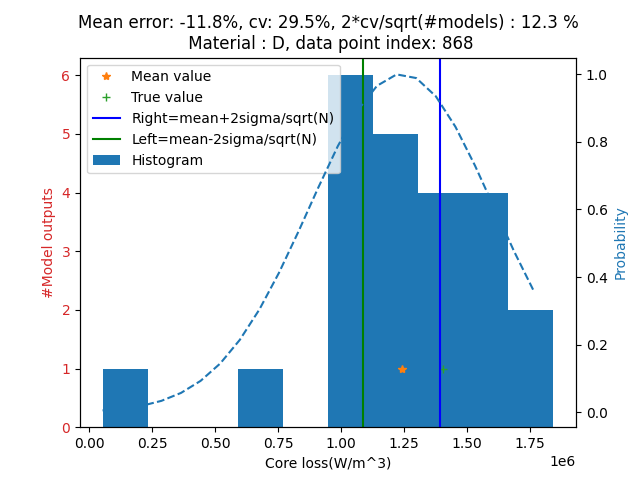 Mean error: -11.8%, cv: 29.5%, 2*cv/sqrt(#models) : 12.3 %
Material : D, data point index: 868
Mean value
True value
Right=mean+2sigma/sqrt(N)
Left=mean-2sigma/sqrt(N)
Histogram
#Model outputs
6
5
4
3
2
1
0
Probability
1.0
0.8
0.6
0.4
0.2
0.0
0.00 0.25 0.50 0.75 1.00 1.25 1.50 1.75
1e6
Core loss(W/m^3)